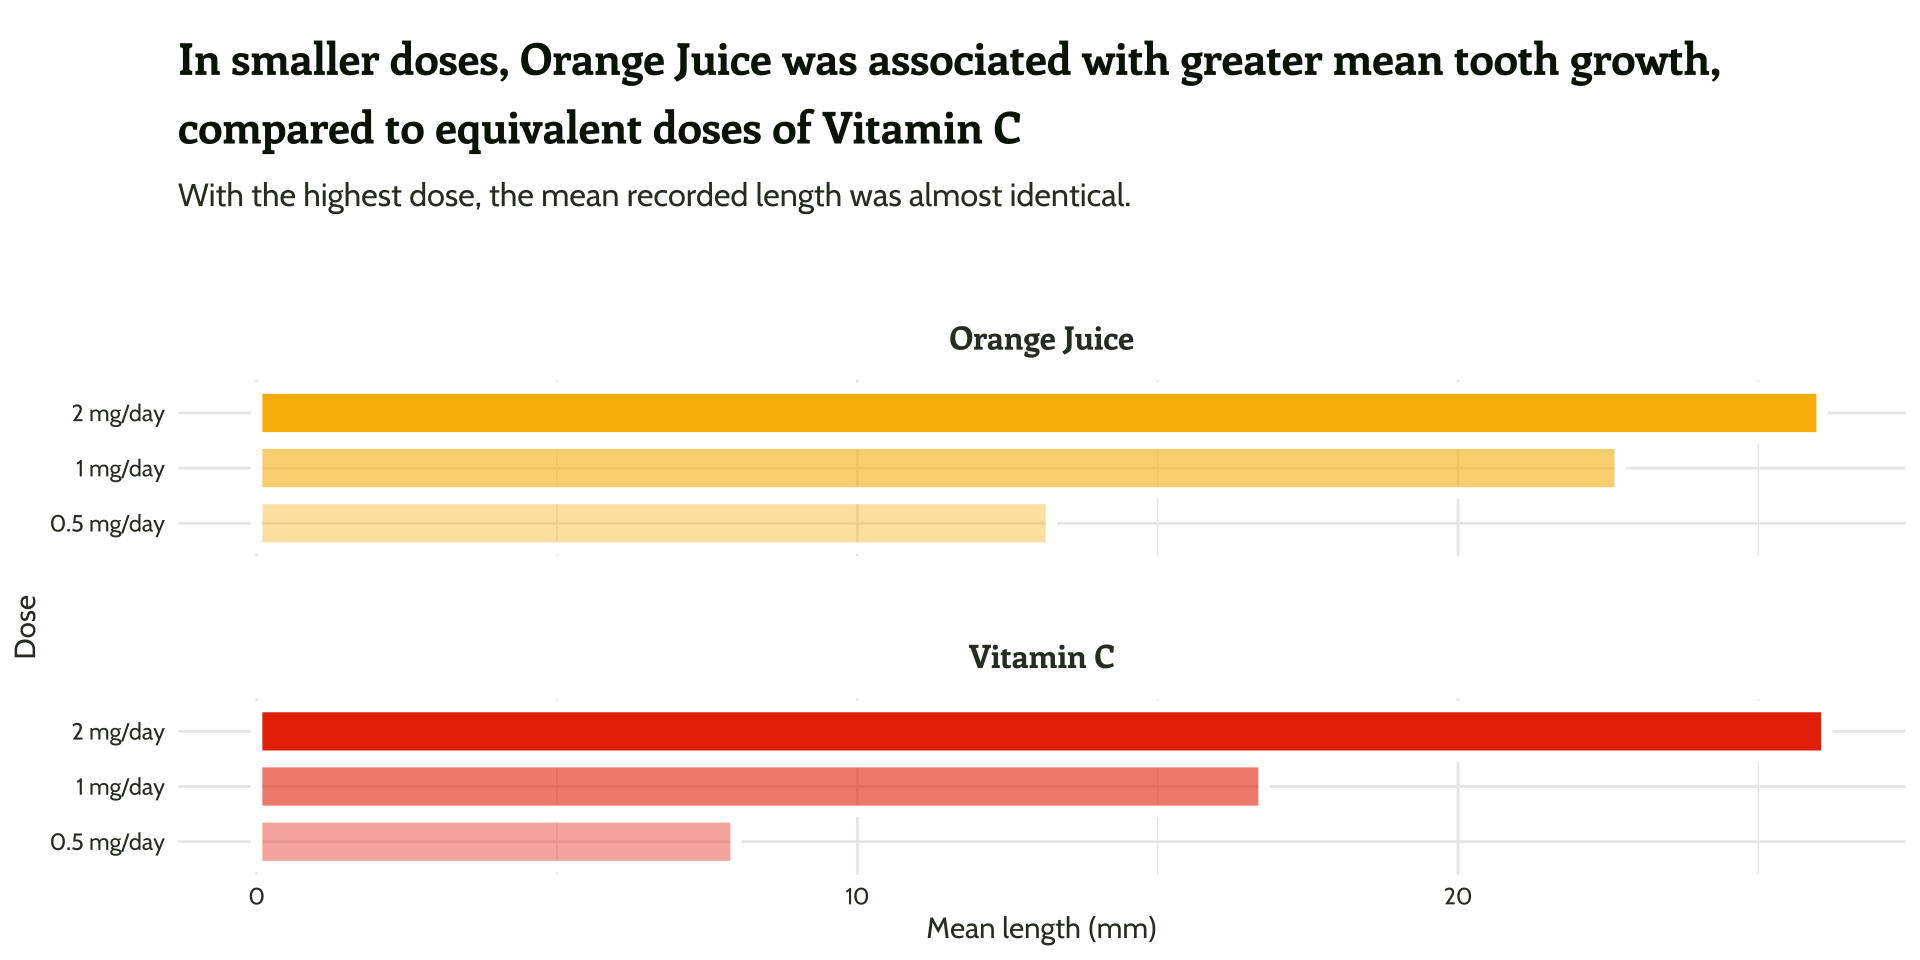 In smaller doses, Orange Juice was associated with greater mean tooth growth,
compared to equivalent doses of Vitamin C
With the highest dose, the mean recorded length was almost identical.
Orange Juice
2 mg/day
1 mg/day
0.5 mg/day
Dose
Vitamin C
2 mg/day
1 mg/day
0.5 mg/day
0 10 20
Mean length (mm)